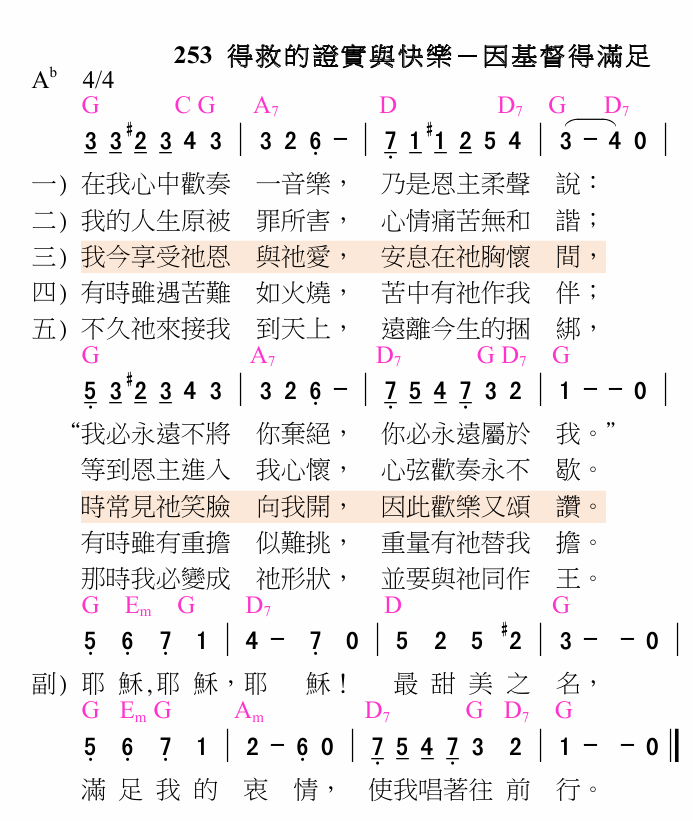 253 得救的證實與快樂－因基督得滿足
A♭ 4/4
G C G A7 D D7 G D7
3 3 #2 3 4 3 | 3 2 6 – | 7 1 #1 2 5 4 | 3 – 4 0 |
一) 在我心中歡奏 一音樂， 乃是恩主柔聲 說：
二) 我的人生原被 罪所害， 心情痛苦無和 諧；
三) 我今享受祂恩 與祂愛， 安息在祂胸懷 間，
四) 有時雖遇苦難 如火燒， 苦中有祂作我 伴；
五) 不久祂來接我 到天上， 遠離今生的捆 綁，
G A7 D7 G D7 G
5 3 #2 3 4 3 | 3 2 6 – | 7 5 4 7 3 2 | 1 – – 0 |
“我必永遠不將 你棄絕， 你必永遠屬於 我。”
等到恩主進入 我心懷， 心弦歡奏永不 歇。
時常見祂笑臉 向我開， 因此歡樂又頌 讚。
有時雖有重擔 似難挑， 重量有祂替我 擔。
那時我必變成 祂形狀， 並要與祂同作 王。
G Em G D7 D G
5 6 7 1 | 4 – 7 0 | 5 2 5 #2 | 3 – – 0 |
副) 耶 穌,耶 穌，耶 穌！ 最 甜 美 之 名，
G Em G Am D7 G D7 G
5 6 7 1 | 2 – 6 0 | 7 5 4 7 3 2 | 1 – – 0 ‖
滿 足 我 的 衷 情， 使我唱著往 前 行。